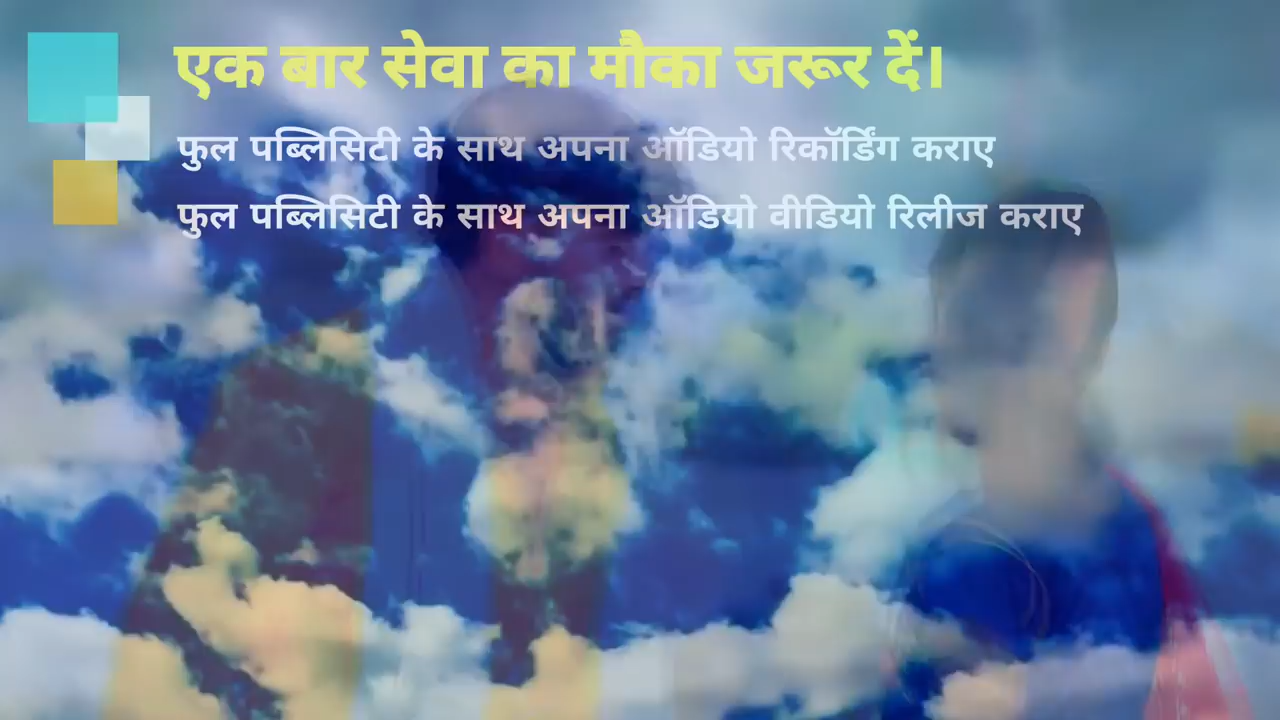 एक बार सेवा का मौका जरूर दें।
फुल पब्लिसिटी के साथ अपना ऑडियो रिकॉर्डिंग कराए
फुल पब्लिसिटी के साथ अपना ऑडियो वीडियो रिलीज कराए